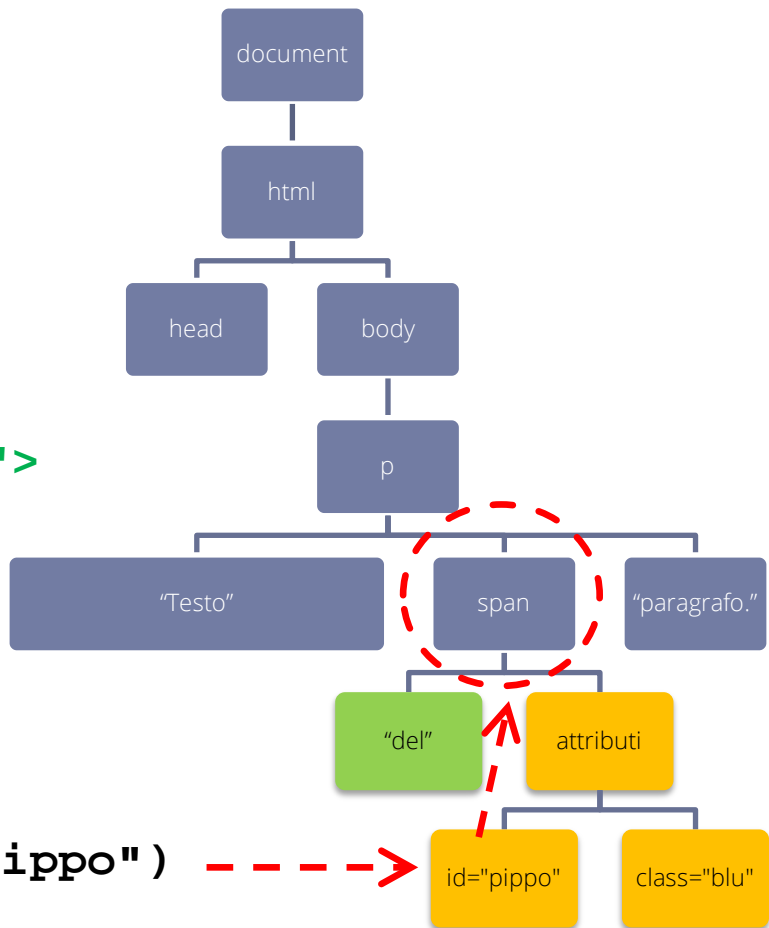 document
html
head body
p
">
“Testo” span “paragrafo.”
“del” attributi
ippo")
id="pippo" class="blu"